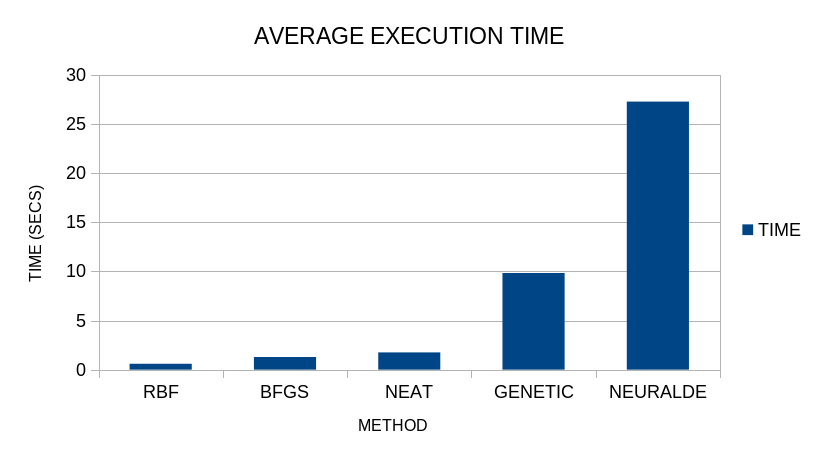 AVERAGE EXECUTION TIME
30
25
20
15
10
5
0
TIME (SECS)
RBF BFGS NEAT GENETIC NEURALDE
METHOD
TIME